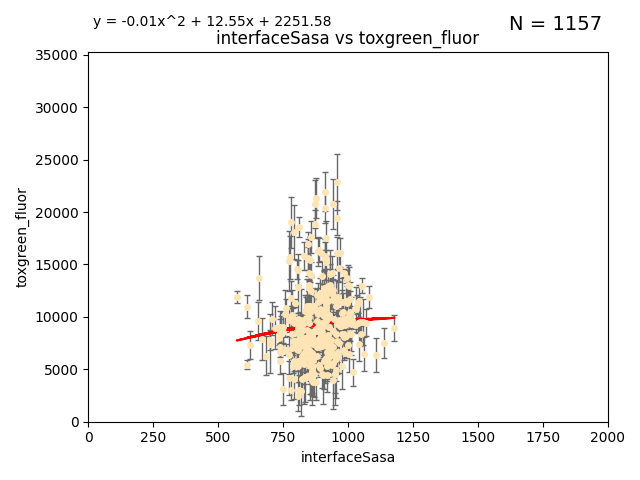 y = -0.01x^2 + 12.55x + 2251.58
N = 1157
interfaceSasa vs toxgreen_fluor
35000
30000
25000
20000
15000
10000
5000
0
toxgreen_fluor
0 250 500 750 1000 1250 1500 1750 2000
interfaceSasa